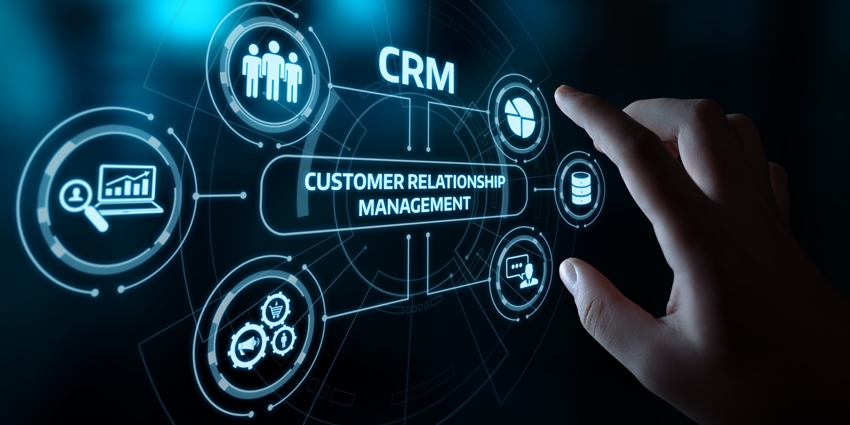 CRM
CUSTOMER RELATIONSHIP
MANAGEMENT